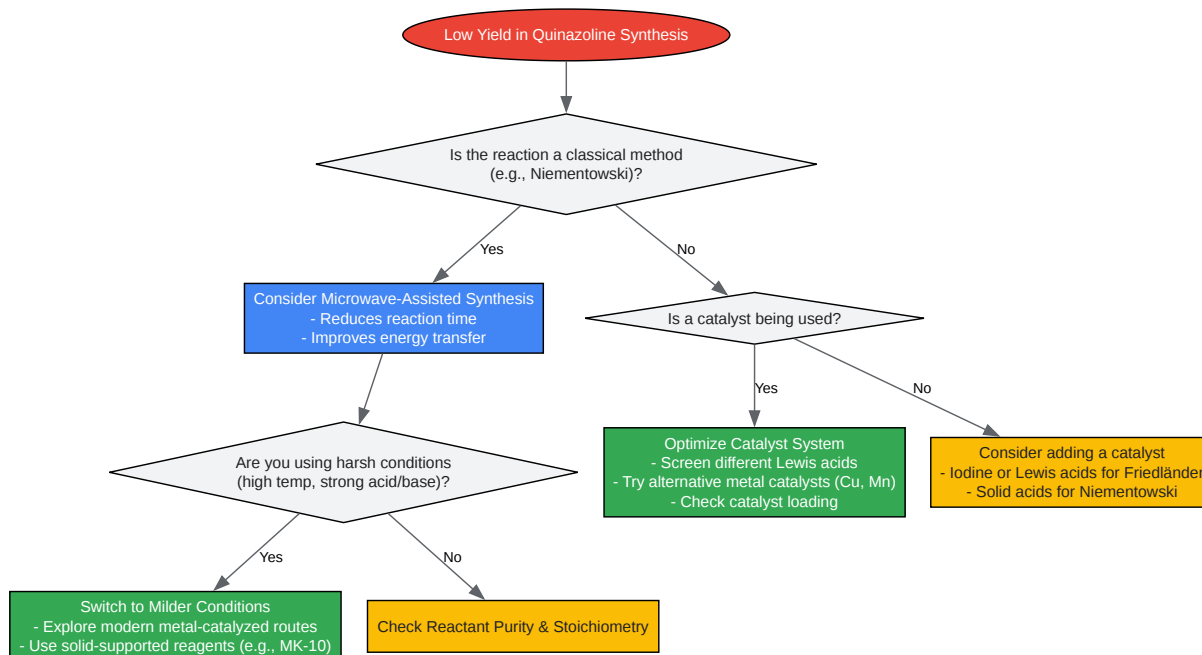 Low Yield in Quinazoline Synthesis
Is the reaction a classical method
(e.g., Niementowski)?
Yes
No
Consider Microwave-Assisted Synthesis
- Reduces reaction time
- Improves energy transfer
Is a catalyst being used?
Yes
No
Are you using harsh conditions
(high temp, strong acid/base)?
Optimize Catalyst System
- Screen different Lewis acids
- Try alternative metal catalysts (Cu, Mn)
- Check catalyst loading
Consider adding a catalyst
- Iodine or Lewis acids for Friedländer
- Solid acids for Niementowski
Yes
No
Switch to Milder Conditions
- Explore modern metal-catalyzed routes
- Use solid-supported reagents (e.g., MK-10)
Check Reactant Purity & Stoichiometry